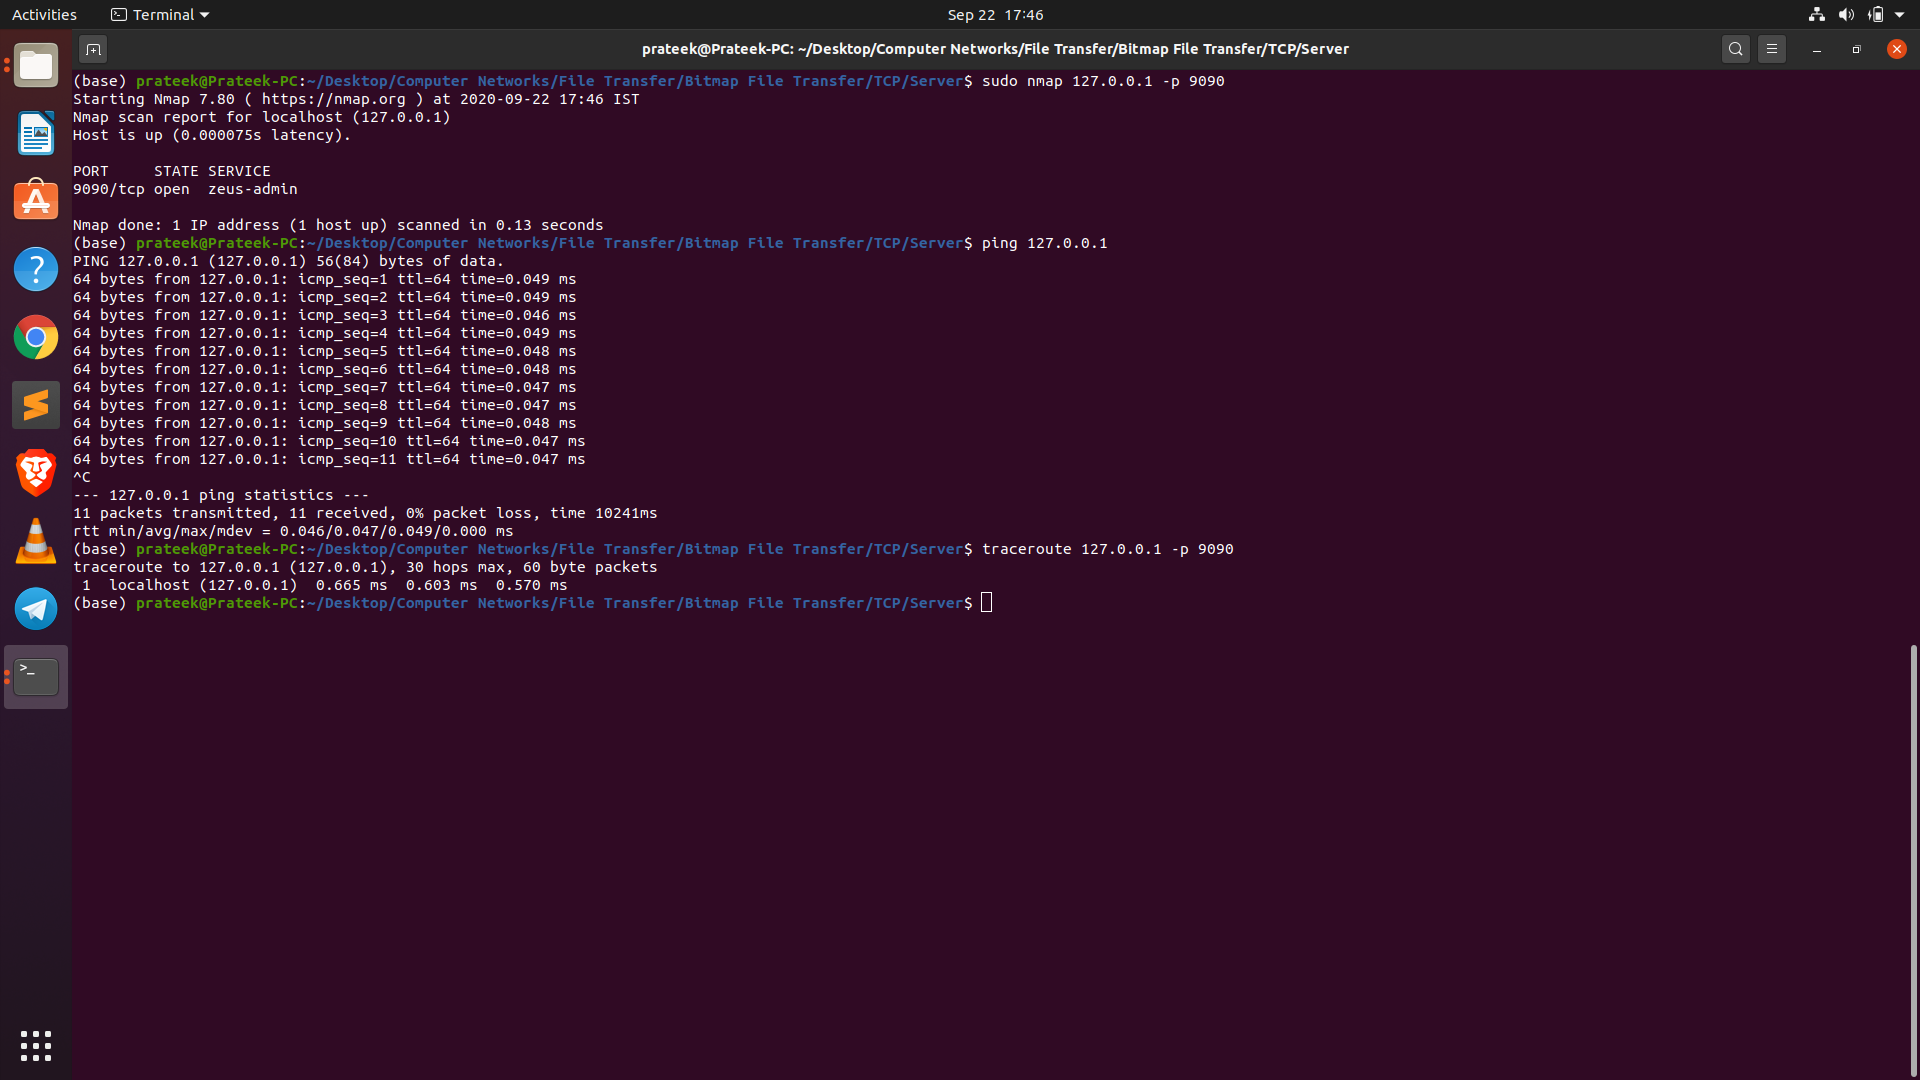 Activities
Terminal
Sep 22 17:46
prateek@Prateek-PC: ~/Desktop/Computer Networks/File Transfer/Bitmap File Transfer/TCP/Server
(base) prateek@Prateek-PC:~/Desktop/Computer Networks/File Transfer/Bitmap File Transfer/TCP/Server$ sudo nmap 127.0.0.1 -p 9090
Starting Nmap 7.80 ( https://nmap.org ) at 2020-09-22 17:46 IST
Nmap scan report for localhost (127.0.0.1)
Host is up (0.000075s latency).
PORT     STATE SERVICE
9090/tcp open  zeus-admin
Nmap done: 1 IP address (1 host up) scanned in 0.13 seconds
(base) prateek@Prateek-PC:~/Desktop/Computer Networks/File Transfer/Bitmap File Transfer/TCP/Server$ ping 127.0.0.1
PING 127.0.0.1 (127.0.0.1) 56(84) bytes of data.
64 bytes from 127.0.0.1: icmp_seq=1 ttl=64 time=0.049 ms
64 bytes from 127.0.0.1: icmp_seq=2 ttl=64 time=0.049 ms
64 bytes from 127.0.0.1: icmp_seq=3 ttl=64 time=0.046 ms
64 bytes from 127.0.0.1: icmp_seq=4 ttl=64 time=0.049 ms
64 bytes from 127.0.0.1: icmp_seq=5 ttl=64 time=0.048 ms
64 bytes from 127.0.0.1: icmp_seq=6 ttl=64 time=0.048 ms
64 bytes from 127.0.0.1: icmp_seq=7 ttl=64 time=0.047 ms
64 bytes from 127.0.0.1: icmp_seq=8 ttl=64 time=0.047 ms
64 bytes from 127.0.0.1: icmp_seq=9 ttl=64 time=0.048 ms
64 bytes from 127.0.0.1: icmp_seq=10 ttl=64 time=0.047 ms
64 bytes from 127.0.0.1: icmp_seq=11 ttl=64 time=0.047 ms
^C
--- 127.0.0.1 ping statistics ---
11 packets transmitted, 11 received, 0% packet loss, time 10241ms
rtt min/avg/max/mdev = 0.046/0.047/0.049/0.000 ms
(base) prateek@Prateek-PC:~/Desktop/Computer Networks/File Transfer/Bitmap File Transfer/TCP/Server$ traceroute 127.0.0.1 -p 9090
traceroute to 127.0.0.1 (127.0.0.1), 30 hops max, 60 byte packets
 1  localhost (127.0.0.1)  0.665 ms  0.603 ms  0.570 ms
(base) prateek@Prateek-PC:~/Desktop/Computer Networks/File Transfer/Bitmap File Transfer/TCP/Server$